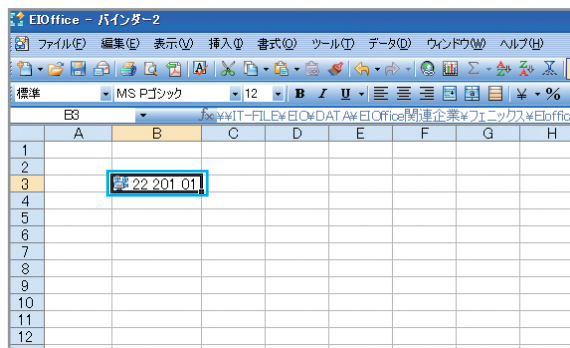 EIOffice - バインダー2
ファイル(F) 編集(E) 表示(V) 挿入(I) 書式(O) ツール(T) データ(D) ウィンドウ(W) ヘルプ(H)
標準 MS Pゴシック 12 B I U ¥ %
B3 fx ¥¥IT-FILE¥EIO¥DATA¥EIOffice関連企業¥フェニックス¥EIoffic
A B C D E F G H
1
2
3 22 201 01
4
5
6
7
8
9
10
11
12